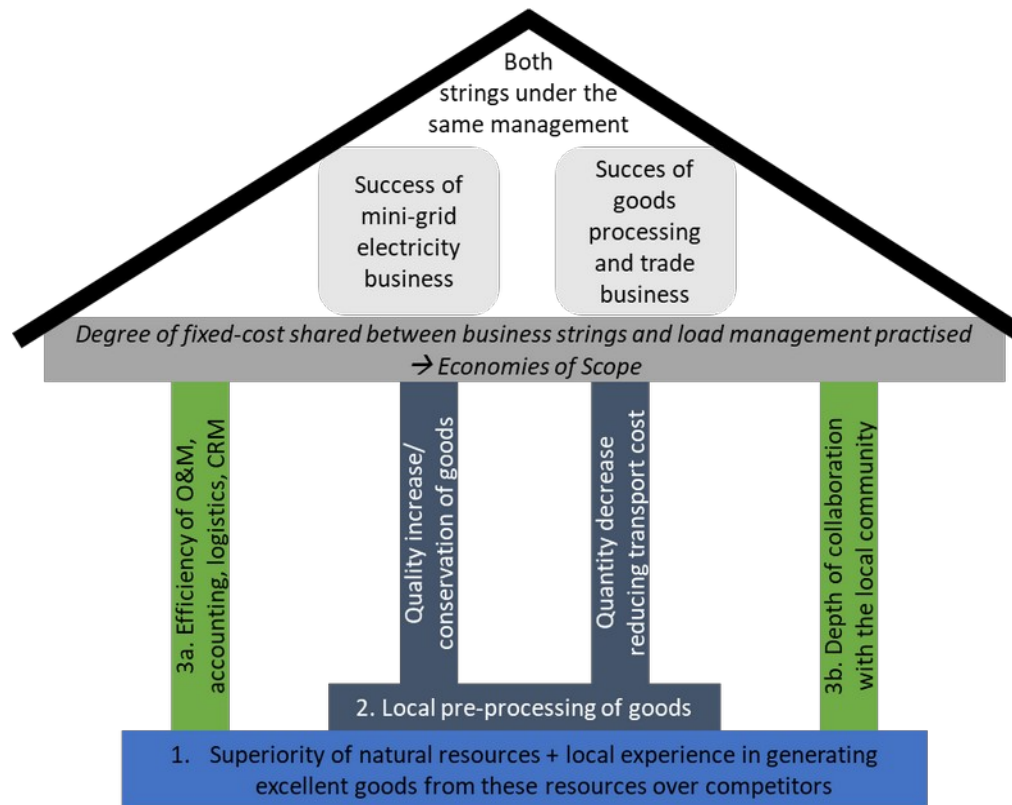 Both
strings under the
same management
Success of
mini-grid
electricity
business
Succes of
goods
processing
and trade
business
Degree of fixed-cost shared between business strings and load management practised
→ Economies of Scope
3a. Efficiency of O&M,
accounting, logistics, CRM
Quality increase/
conservation of goods
Quantity decrease
reducing transport cost
3b. Depth of collaboration
with the local community
2. Local pre-processing of goods
1. Superiority of natural resources + local experience in generating
excellent goods from these resources over competitors